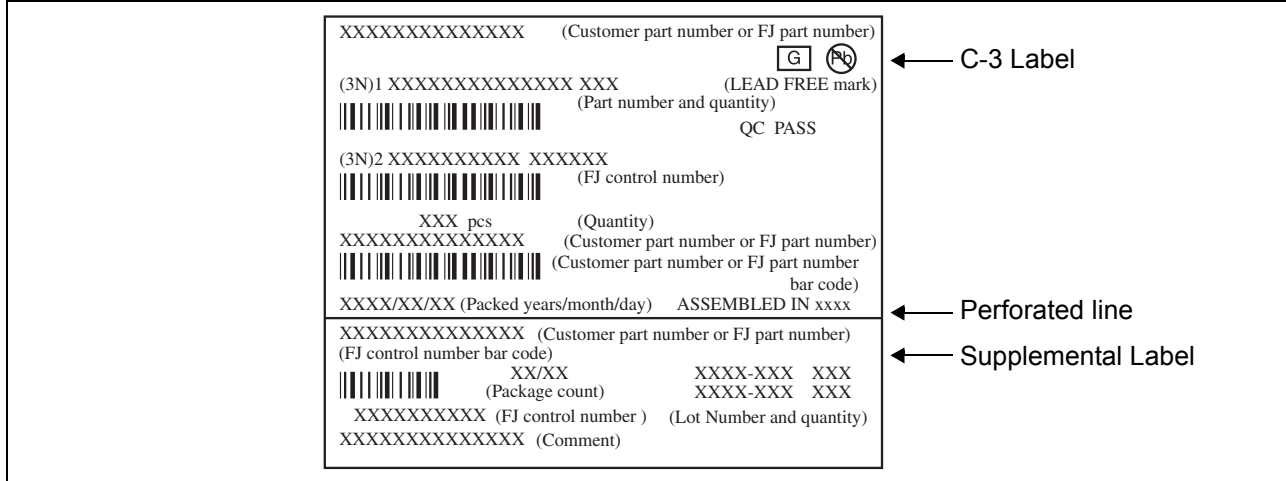 XXXXXXXXXXXXXX (Customer part number or FJ part number)
G Pb
C-3 Label
(3N)1 XXXXXXXXXXXXXX XXX (LEAD FREE mark)
(Part number and quantity)
QC PASS
(3N)2 XXXXXXXXXX XXXXXX
(FJ control number)
XXX pcs (Quantity)
XXXXXXXXXXXXXX (Customer part number or FJ part number)
(Customer part number or FJ part number
bar code)
XXXX/XX/XX (Packed years/month/day) ASSEMBLED IN xxxx
Perforated line
XXXXXXXXXXXXXX (Customer part number or FJ part number)
(FJ control number bar code)
Supplemental Label
XX/XX XXXX-XXX XXX
(Package count) XXXX-XXX XXX
XXXXXXXXXX (FJ control number ) (Lot Number and quantity)
XXXXXXXXXXXXXX (Comment)